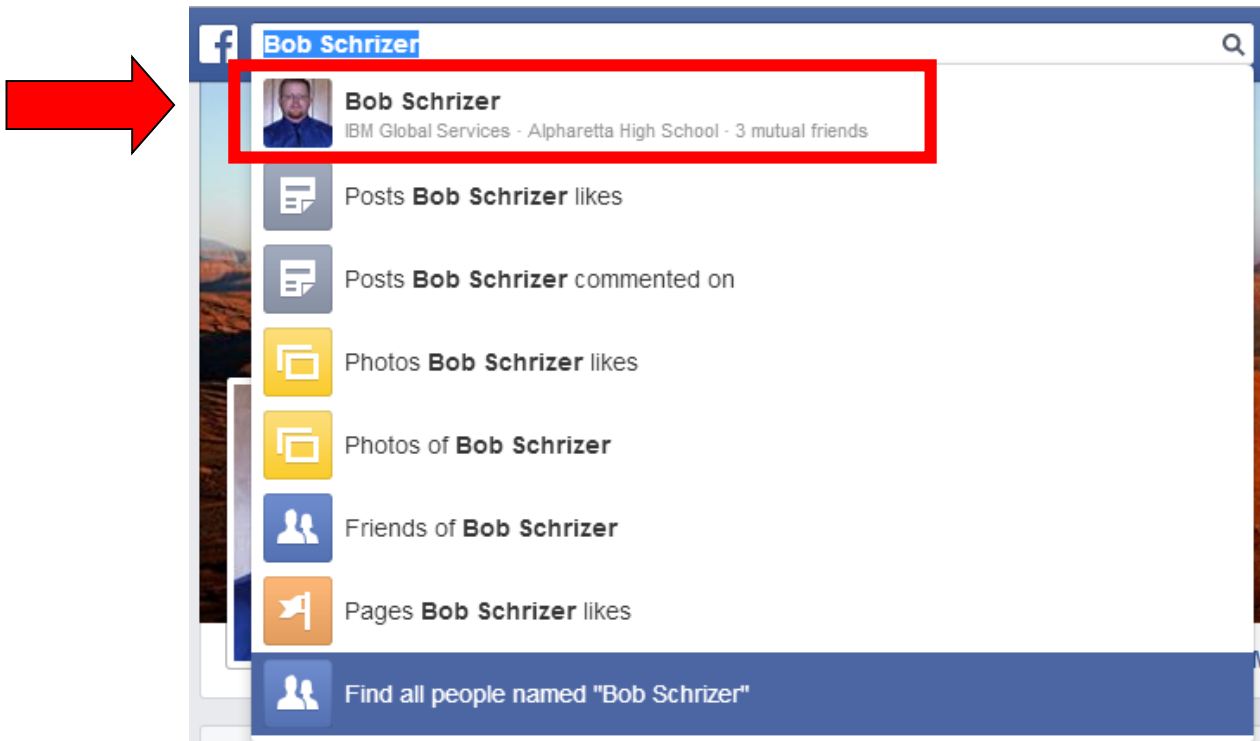 Bob Schrizer
Bob Schrizer
IBM Global Services · Alpharetta High School · 3 mutual friends
Posts Bob Schrizer likes
Posts Bob Schrizer commented on
Photos Bob Schrizer likes
Photos of Bob Schrizer
Friends of Bob Schrizer
Pages Bob Schrizer likes
Find all people named "Bob Schrizer"